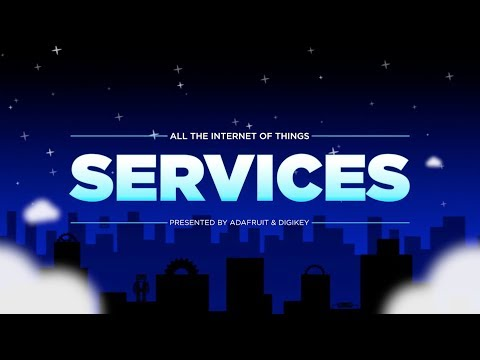 ALL THE INTERNET OF THINGS
SERVICES
PRESENTED BY ADAFRUIT & DIGIKEY